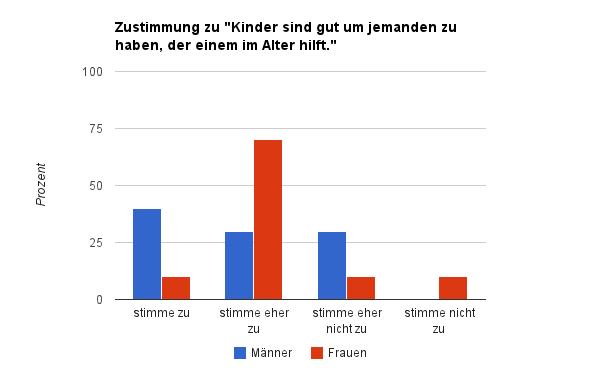 Zustimmung zu "Kinder sind gut um jemanden zu
haben, der einem im Alter hilft."
100
75
50
25
0
Prozent
stimme zu
stimme eher
zu
stimme eher
nicht zu
stimme nicht
zu
Männer
Frauen